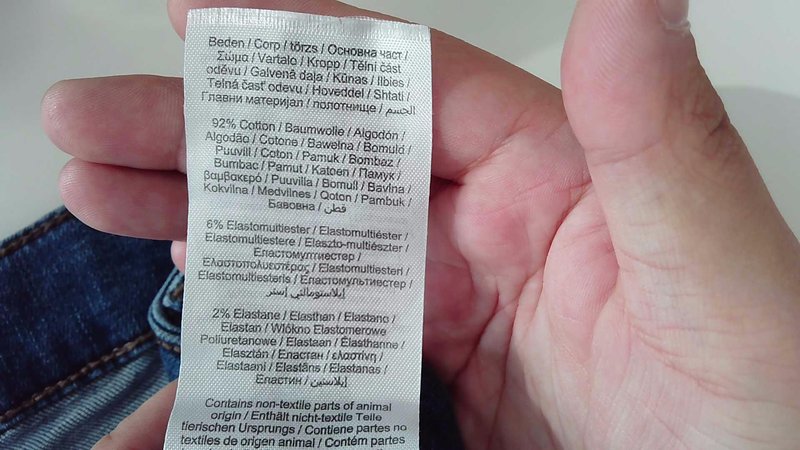 Beden / Corp / törzs / Основна част /
Σώμα / Vartalo / Kropp / Tělní část
oděvu / Galvenā daļa / Kūnas / Ilbies /
Telná časť odevu / Hoveddel / Shtati /
Главни материјал / полотнище / الجسم
92% Cotton / Baumwolle / Algodón /
Algodão / Cotone / Bawełna / Bomuld /
Puuvill / Coton / Pamuk / Bombaz /
Bumbac / Pamut / Katoen / Памук /
βαμβακερό / Puuvilla / Bomull / Bavlna /
Kokvilna / Medvilnės / Qoton / Pambuk /
Бавовна / قطن
6% Elastomultiester / Elastomultiéster /
Elastomultiestere / Elaszto-multiészter /
Еластомултиестер /
Ελαστοπολυεστέρας / Elastomultiesteri /
Elastomultiesteris / Еластомультиестер /
إيلاستومالتي إستر
2% Elastane / Elasthan / Elastano /
Elastan / Włókno Elastomerowe
Poliuretanowe / Elastaan / Élasthanne /
Elasztán / Еластан / ελαστίνη /
Elastaani / Elastāns / Elastanas /
Еластин / إيلاستين
Contains non-textile parts of animal
origin / Enthält nicht-textile Teile
tierischen Ursprungs / Contiene partes no
textiles de origen animal / Contém partes